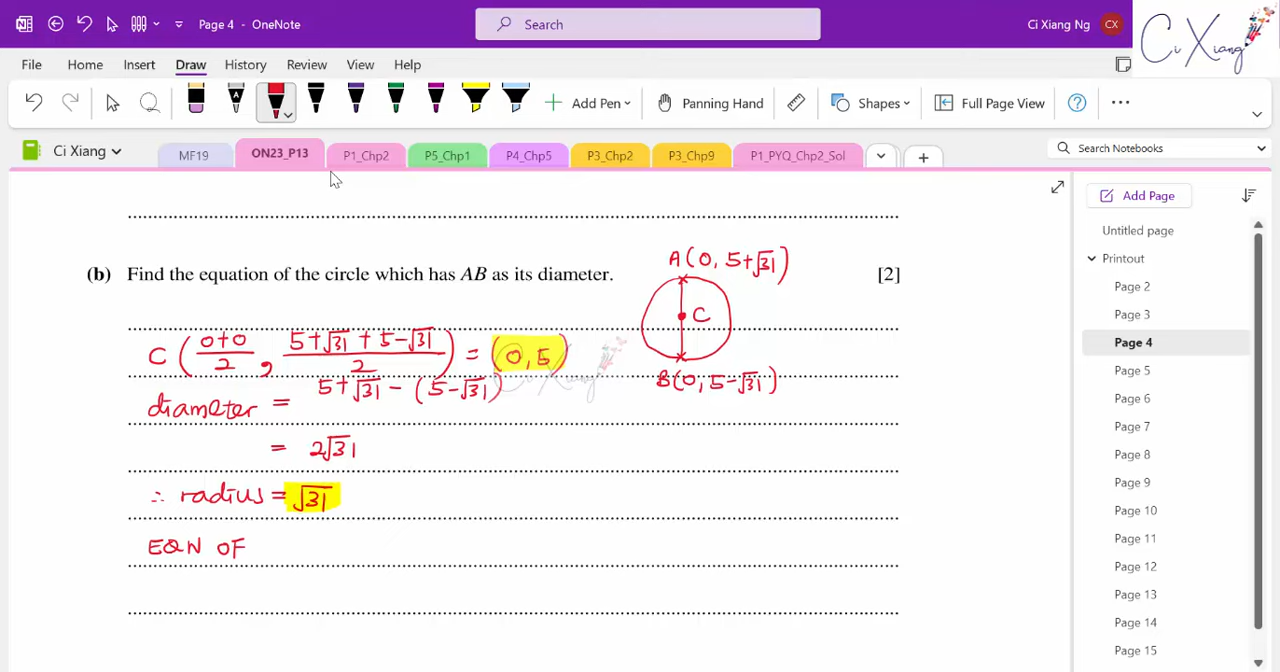 Page 4 - OneNote
Search
Ci Xiang Ng
CX
Ci Xiang
File Home Insert Draw History Review View Help
Add Pen
Panning Hand
Shapes
Full Page View
Ci Xiang
MF19
ON23_P13
P1_Chp2
P5_Chp1
P4_Chp5
P3_Chp2
P3_Chp9
P1_PYQ_Chp2_Sol
Search Notebooks
Add Page
Untitled page
Printout
Page 2
Page 3
Page 4
Page 5
Page 6
Page 7
Page 8
Page 9
Page 10
Page 11
Page 12
Page 13
Page 14
Page 15
(b) Find the equation of the circle which has AB as its diameter. [2]
A(0, 5+√31)
C
B(0, 5-√31)
C (0+0/2, 5+√31+5-√31/2) = (0,5)
Ci Xiang
diameter = 5+√31 - (5-√31)
= 2√31
∴ radius = √31
EQN OF